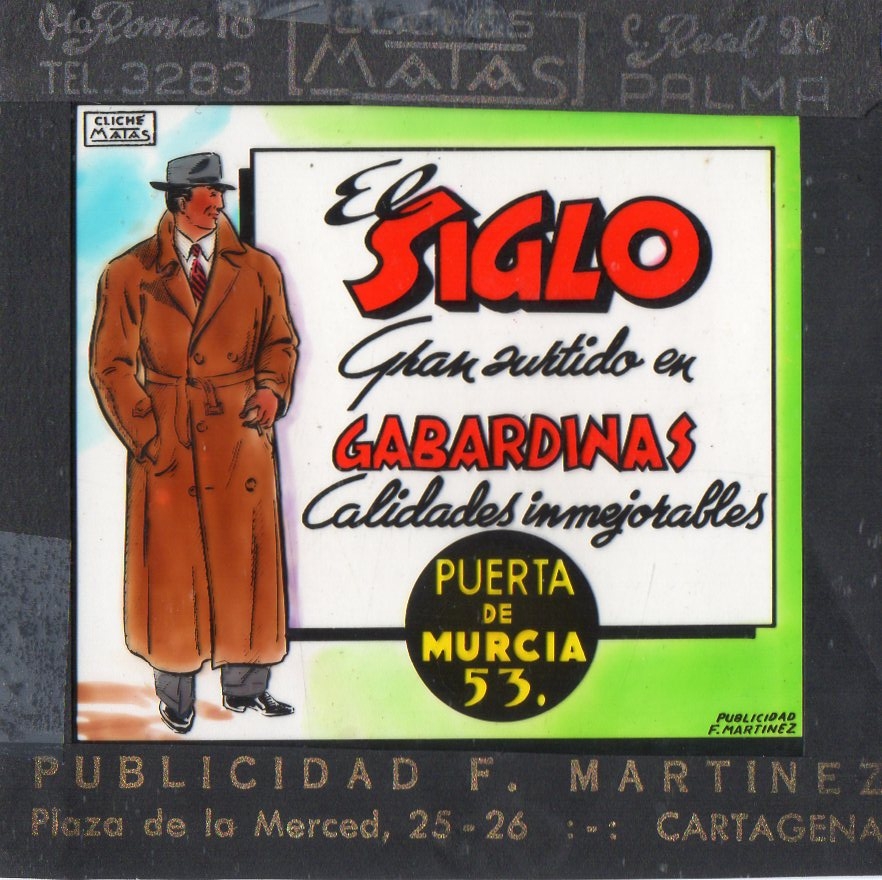 Vía Roma 18
CLICHÉS
MATAS
C. Real 29
TEL. 3283
PALMA
CLICHÉ
MATAS
El
SIGLO
Gran surtido en
GABARDINAS
Calidades inmejorables
PUERTA
DE
MURCIA
53.
PUBLICIDAD
F. MARTINEZ
PUBLICIDAD F. MARTINEZ
Plaza de la Merced, 25-26 :-: CARTAGENA